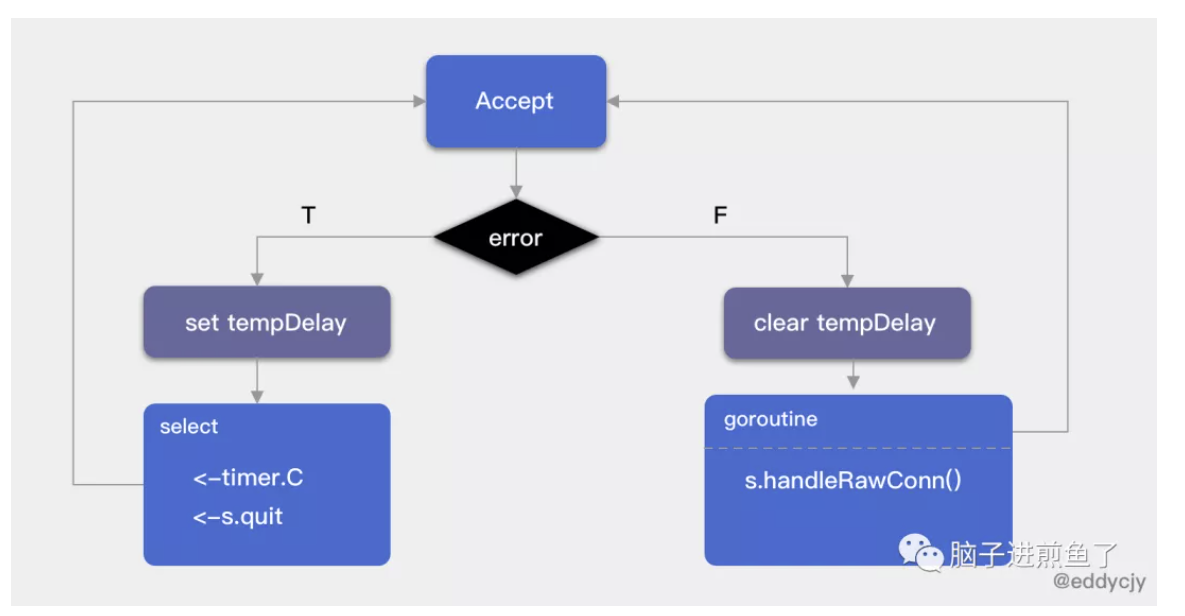 Accept
T
F
error
set tempDelay
clear tempDelay
select
<-timer.C
<-s.quit
goroutine
s.handleRawConn()
脑子进煎鱼了
@eddycjy